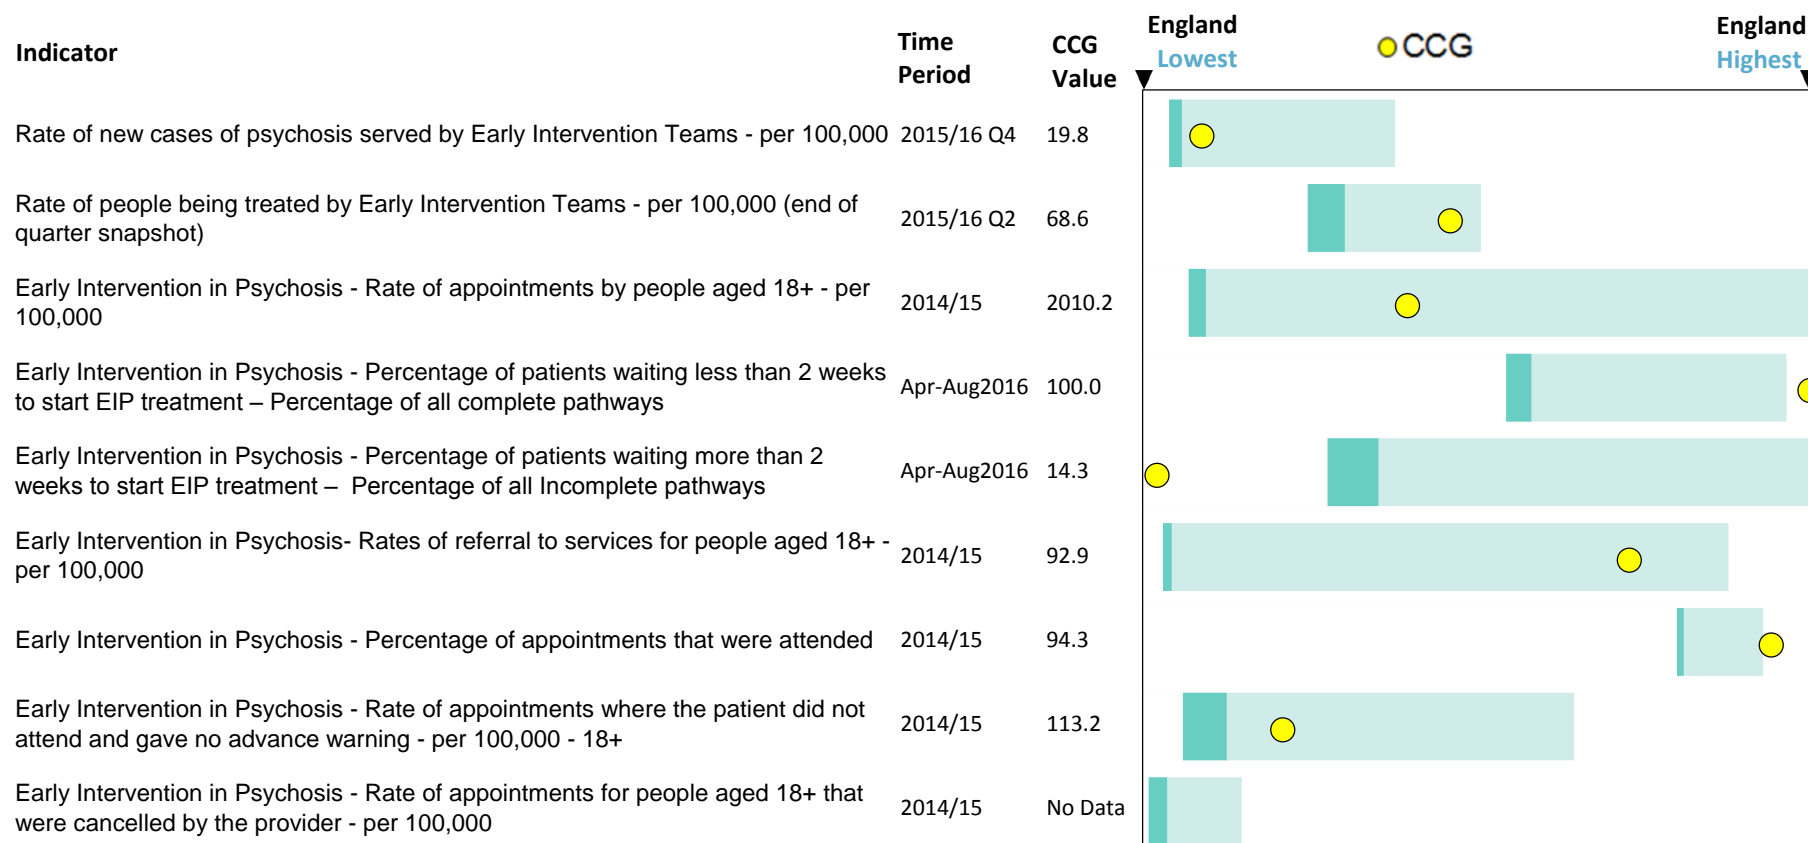 Indicator
Time
Period
CCG
Value
England
Lowest
CCG
England
Highest
Rate of new cases of psychosis served by Early Intervention Teams - per 100,000 2015/16 Q4 19.8
Rate of people being treated by Early Intervention Teams - per 100,000 (end of
quarter snapshot)
2015/16 Q2 68.6
Early Intervention in Psychosis - Rate of appointments by people aged 18+ - per
100,000
2014/15 2010.2
Early Intervention in Psychosis - Percentage of patients waiting less than 2 weeks
to start EIP treatment – Percentage of all complete pathways
Apr-Aug2016 100.0
Early Intervention in Psychosis - Percentage of patients waiting more than 2
weeks to start EIP treatment – Percentage of all Incomplete pathways
Apr-Aug2016 14.3
Early Intervention in Psychosis- Rates of referral to services for people aged 18+ -
per 100,000
2014/15 92.9
Early Intervention in Psychosis - Percentage of appointments that were attended 2014/15 94.3
Early Intervention in Psychosis - Rate of appointments where the patient did not
attend and gave no advance warning - per 100,000 - 18+
2014/15 113.2
Early Intervention in Psychosis - Rate of appointments for people aged 18+ that
were cancelled by the provider - per 100,000
2014/15 No Data